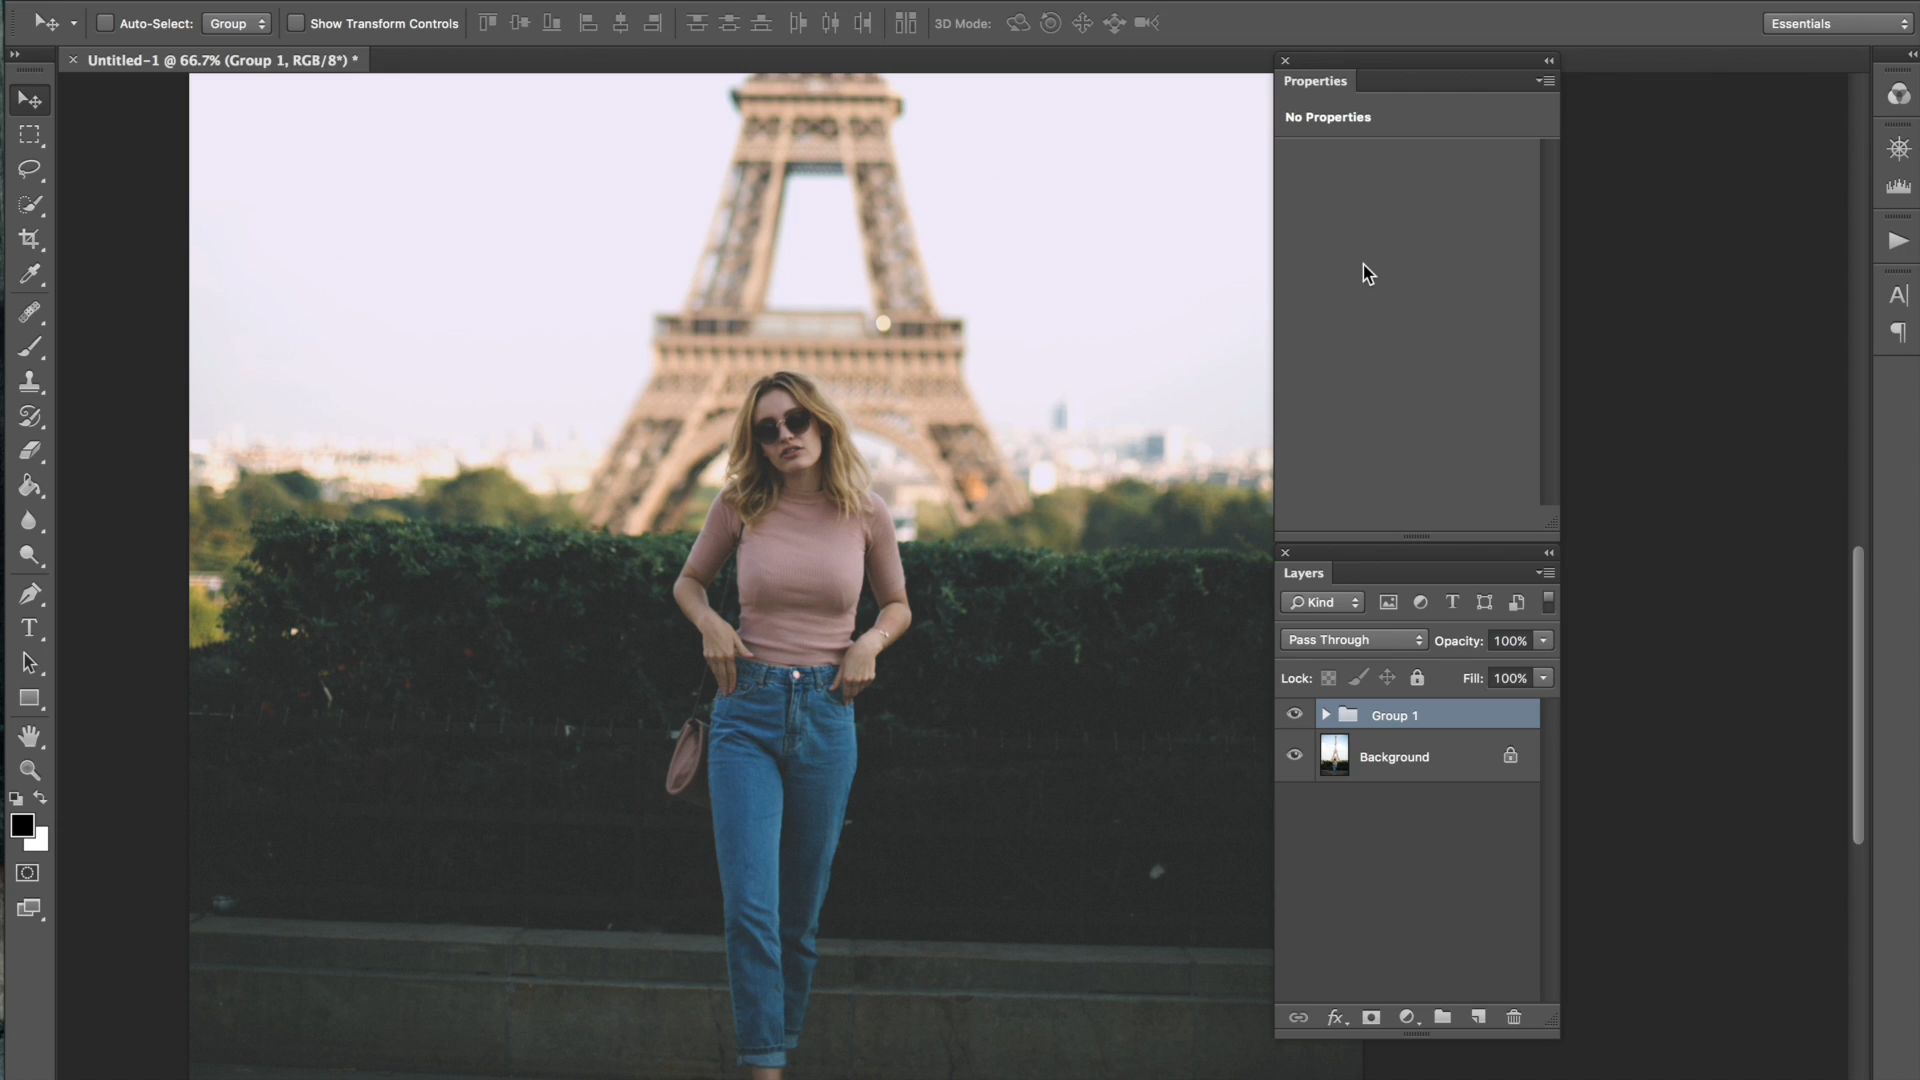 Auto-Select: Group Show Transform Controls 3D Mode: Essentials
Untitled-1 @ 66.7% (Group 1, RGB/8*) *
Properties
No Properties
Layers
Kind
Pass Through Opacity: 100%
Lock: Fill: 100%
Group 1
Background
fx